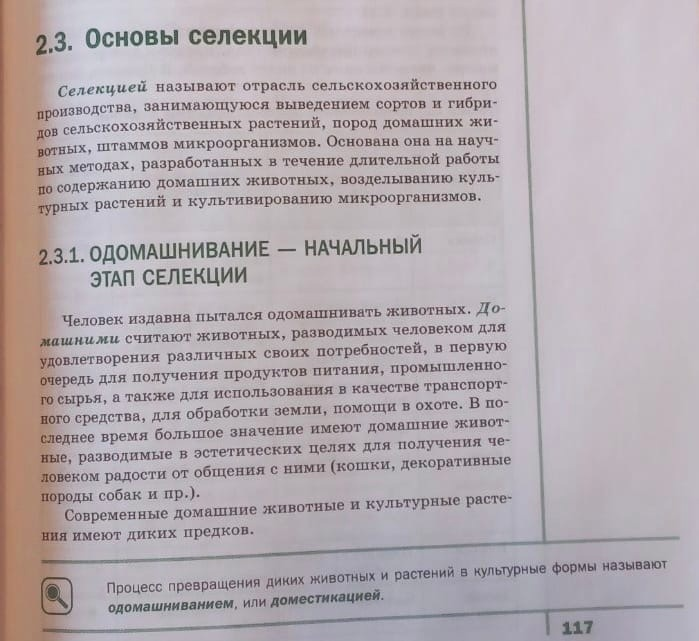 2.3. Основы селекции
Селекцией называют отрасль сельскохозяйственного
производства, занимающуюся выведением сортов и гибри-
дов сельскохозяйственных растений, пород домашних жи-
вотных, штаммов микроорганизмов. Основана она на науч-
ных методах, разработанных в течение длительной работы
по содержанию домашних животных, возделыванию куль-
турных растений и культивированию микроорганизмов.
2.3.1. ОДОМАШНИВАНИЕ — НАЧАЛЬНЫЙ
ЭТАП СЕЛЕКЦИИ
Человек издавна пытался одомашнивать животных. До-
машними считают животных, разводимых человеком для
удовлетворения различных своих потребностей, в первую
очередь для получения продуктов питания, промышленно-
го сырья, а также для использования в качестве транспорт-
ного средства, для обработки земли, помощи в охоте. В по-
следнее время большое значение имеют домашние живот-
ные, разводимые в эстетических целях для получения че-
ловеком радости от общения с ними (кошки, декоративные
породы собак и пр.).
Современные домашние животные и культурные расте-
ния имеют диких предков.
Процесс превращения диких животных и растений в культурные формы называют
одомашниванием, или доместикацией.
117